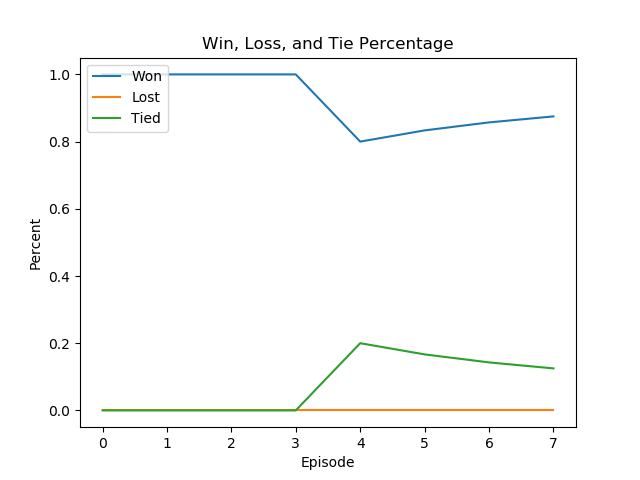 Win, Loss, and Tie Percentage
1.0
Won
Lost
Tied
0.8
0.6
Percent
0.4
0.2
0.0
0 1 2 3 4 5 6 7
Episode